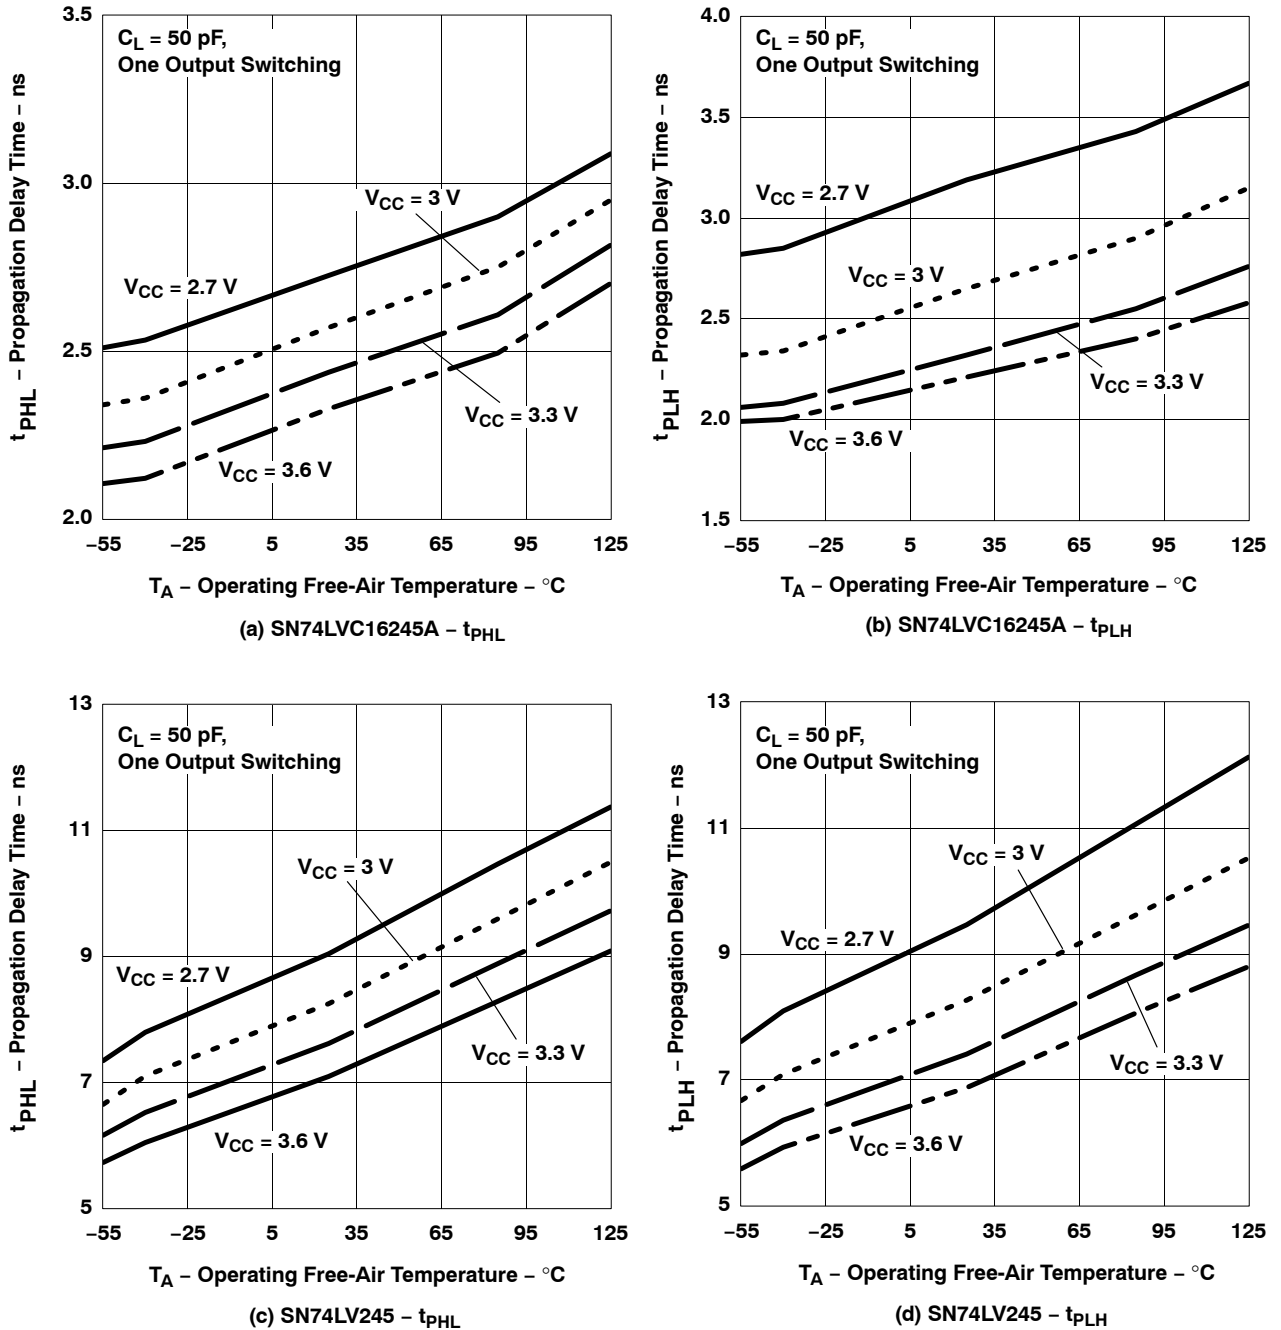 3.5
3.0
2.5
2.0
t_PHL – Propagation Delay Time – ns
C_L = 50 pF,
One Output Switching
V_CC = 3 V
V_CC = 2.7 V
V_CC = 3.3 V
V_CC = 3.6 V
–55 –25 5 35 65 95 125
T_A – Operating Free-Air Temperature – °C
(a) SN74LVC16245A – t_PHL
4.0
3.5
3.0
2.5
2.0
1.5
t_PLH – Propagation Delay Time – ns
C_L = 50 pF,
One Output Switching
V_CC = 2.7 V
V_CC = 3 V
V_CC = 3.3 V
V_CC = 3.6 V
–55 –25 5 35 65 95 125
T_A – Operating Free-Air Temperature – °C
(b) SN74LVC16245A – t_PLH
13
11
9
7
5
t_PHL – Propagation Delay Time – ns
C_L = 50 pF,
One Output Switching
V_CC = 3 V
V_CC = 2.7 V
V_CC = 3.3 V
V_CC = 3.6 V
–55 –25 5 35 65 95 125
T_A – Operating Free-Air Temperature – °C
(c) SN74LV245 – t_PHL
13
11
9
7
5
t_PLH – Propagation Delay Time – ns
C_L = 50 pF,
One Output Switching
V_CC = 3 V
V_CC = 2.7 V
V_CC = 3.3 V
V_CC = 3.6 V
–55 –25 5 35 65 95 125
T_A – Operating Free-Air Temperature – °C
(d) SN74LV245 – t_PLH